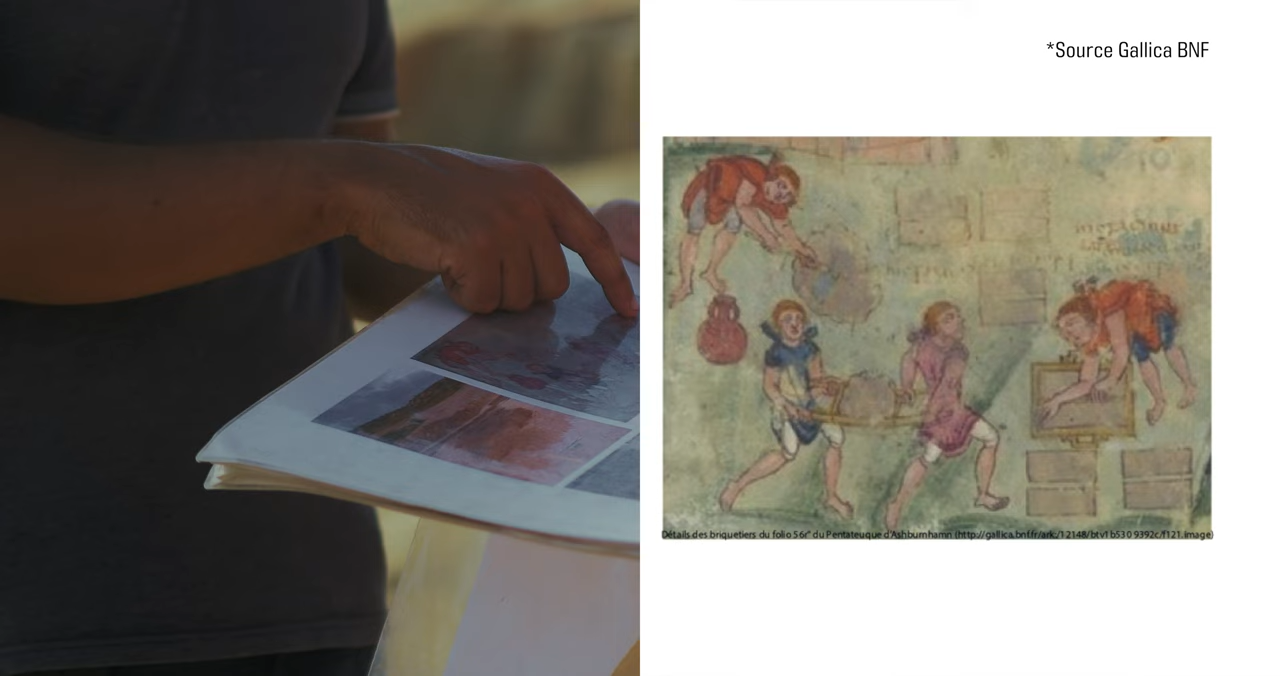 *Source Gallica BNF
Détails des briquetiers du folio 56r° du Pentateuque d'Ashburnhamn (http://gallica.bnf.fr/ark:/12148/btv1b530 9392c/f121.image)